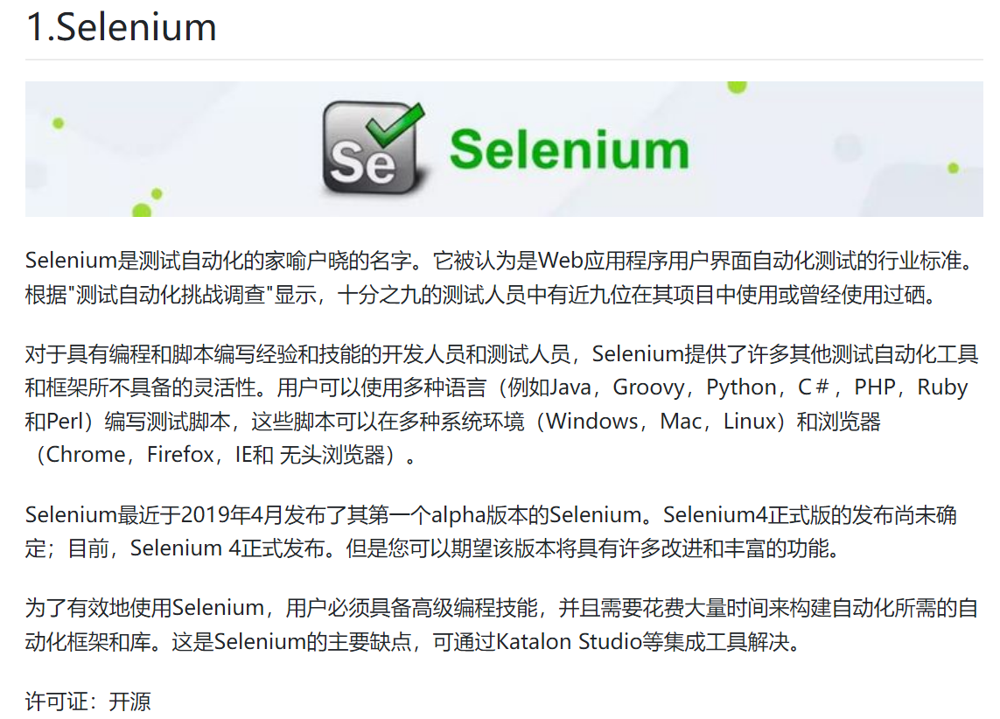 1.Selenium
Se
Selenium
Selenium是测试自动化的家喻户晓的名字。它被认为是Web应用程序用户界面自动化测试的行业标准。
根据"测试自动化挑战调查"显示，十分之九的测试人员中有近九位在其项目中使用或曾经使用过硒。
对于具有编程和脚本编写经验和技能的开发人员和测试人员，Selenium提供了许多其他测试自动化工具
和框架所不具备的灵活性。用户可以使用多种语言（例如Java，Groovy，Python，C＃，PHP，Ruby
和Perl）编写测试脚本，这些脚本可以在多种系统环境（Windows，Mac，Linux）和浏览器
（Chrome，Firefox，IE和 无头浏览器）。
Selenium最近于2019年4月发布了其第一个alpha版本的Selenium。Selenium4正式版的发布尚未确
定；目前，Selenium 4正式发布。但是您可以期望该版本将具有许多改进和丰富的功能。
为了有效地使用Selenium，用户必须具备高级编程技能，并且需要花费大量时间来构建自动化所需的自
动化框架和库。这是Selenium的主要缺点，可通过Katalon Studio等集成工具解决。
许可证：开源